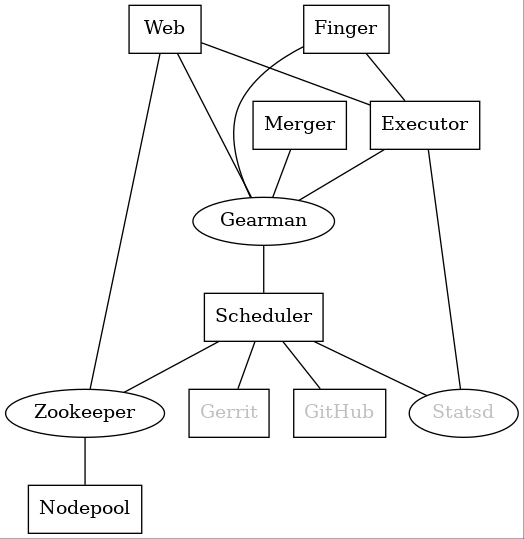 Web
Finger
Merger
Executor
Gearman
Scheduler
Zookeeper
Gerrit
GitHub
Statsd
Nodepool